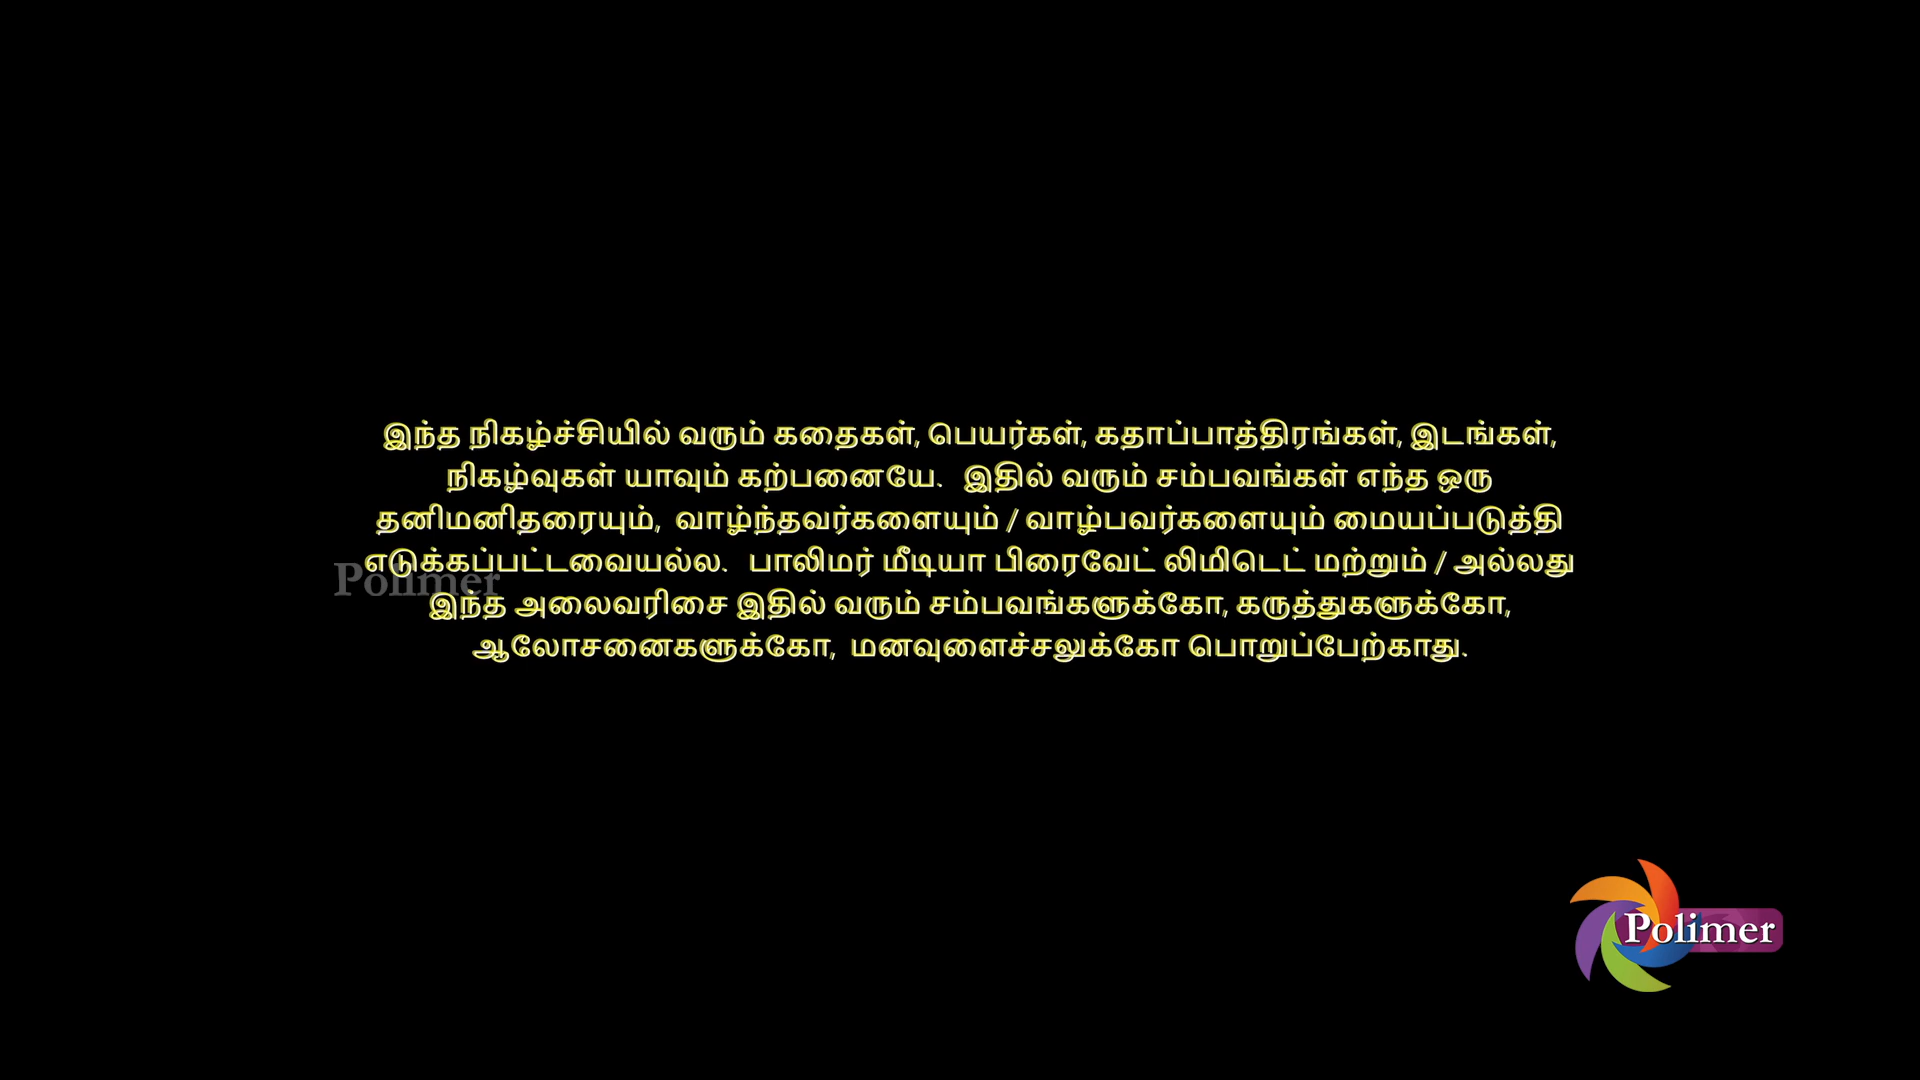 இந்த நிகழ்ச்சியில் வரும் கதைகள், பெயர்கள், கதாப்பாத்திரங்கள், இடங்கள்,
நிகழ்வுகள் யாவும் கற்பனையே. இதில் வரும் சம்பவங்கள் எந்த ஒரு
தனிமனிதரையும், வாழ்ந்தவர்களையும் / வாழ்பவர்களையும் மையப்படுத்தி
எடுக்கப்பட்டவையல்ல. பாலிமர் மீடியா பிரைவேட் லிமிடெட் மற்றும் / அல்லது
Polimer
இந்த அலைவரிசை இதில் வரும் சம்பவங்களுக்கோ, கருத்துகளுக்கோ,
ஆலோசனைகளுக்கோ, மனவுளைச்சலுக்கோ பொறுப்பேற்காது.
Polimer